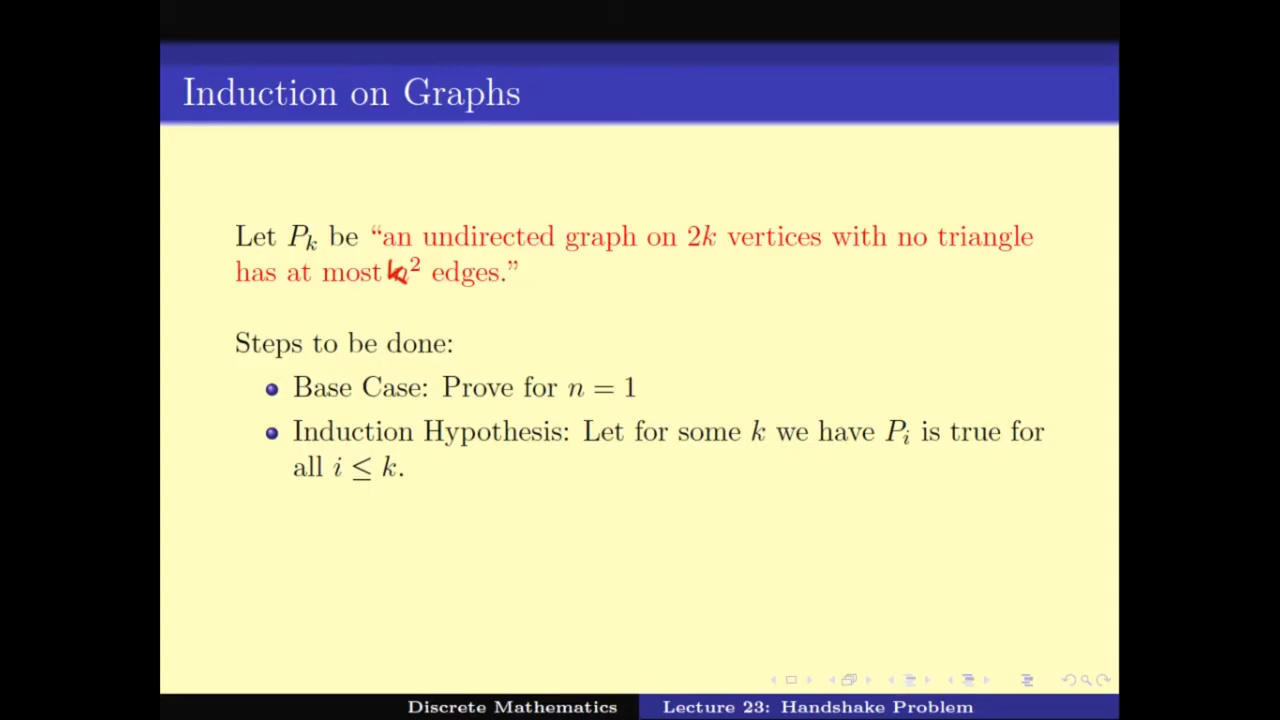 Induction on Graphs
Let Pₖ be “an undirected graph on 2k vertices with no triangle
has at most k² edges.”
Steps to be done:
Base Case: Prove for n = 1
Induction Hypothesis: Let for some k we have Pᵢ is true for
all i ≤ k.
Discrete Mathematics
Lecture 23: Handshake Problem